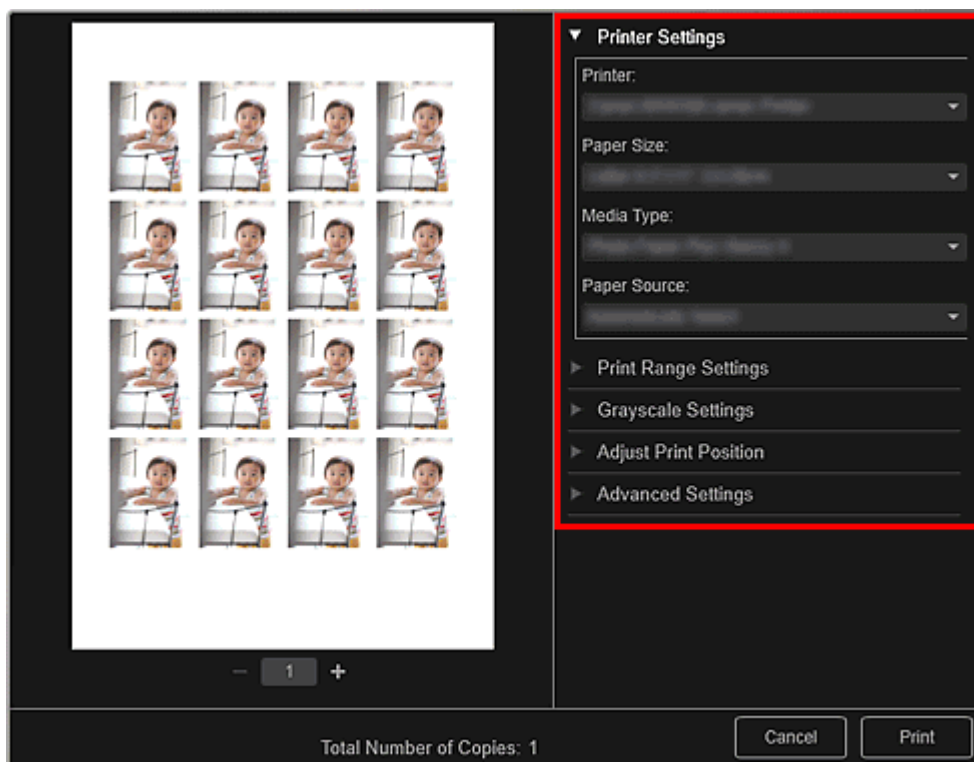 Printer Settings
Printer:
Paper Size:
Media Type:
Paper Source:
Print Range Settings
Grayscale Settings
Adjust Print Position
Advanced Settings
1
Total Number of Copies: 1
Cancel
Print